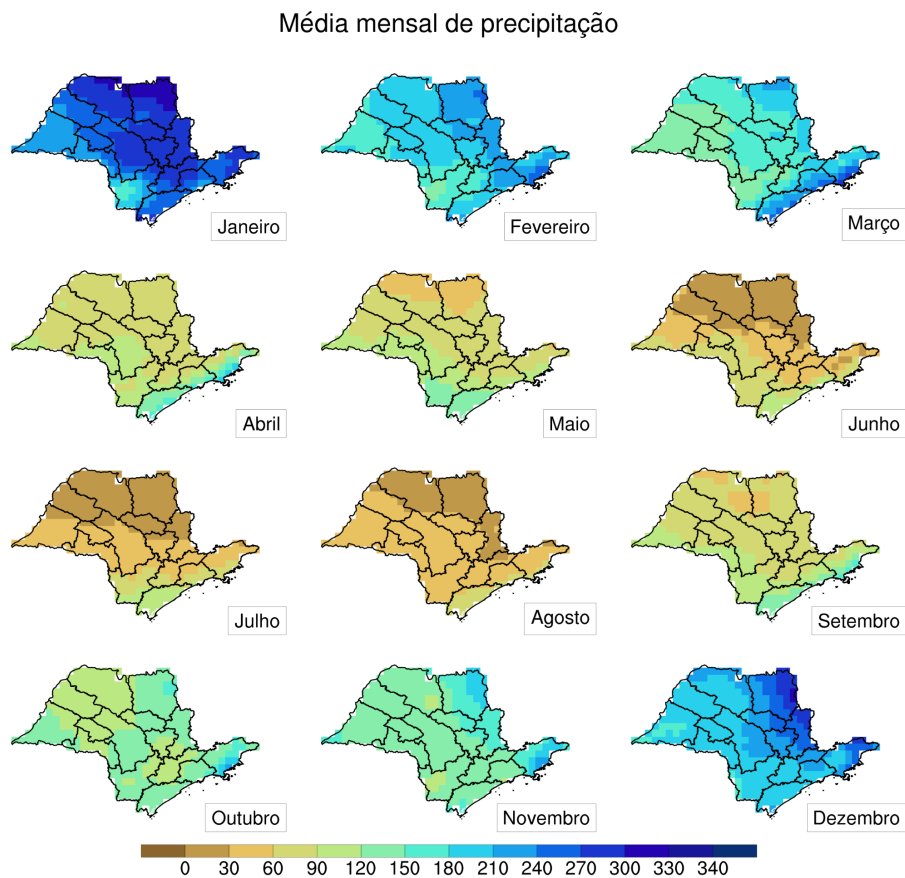 Média mensal de precipitação
Janeiro
Fevereiro
Março
Abril
Maio
Junho
Julho
Agosto
Setembro
Outubro
Novembro
Dezembro
0 30 60 90 120 150 180 210 240 270 300 330 340